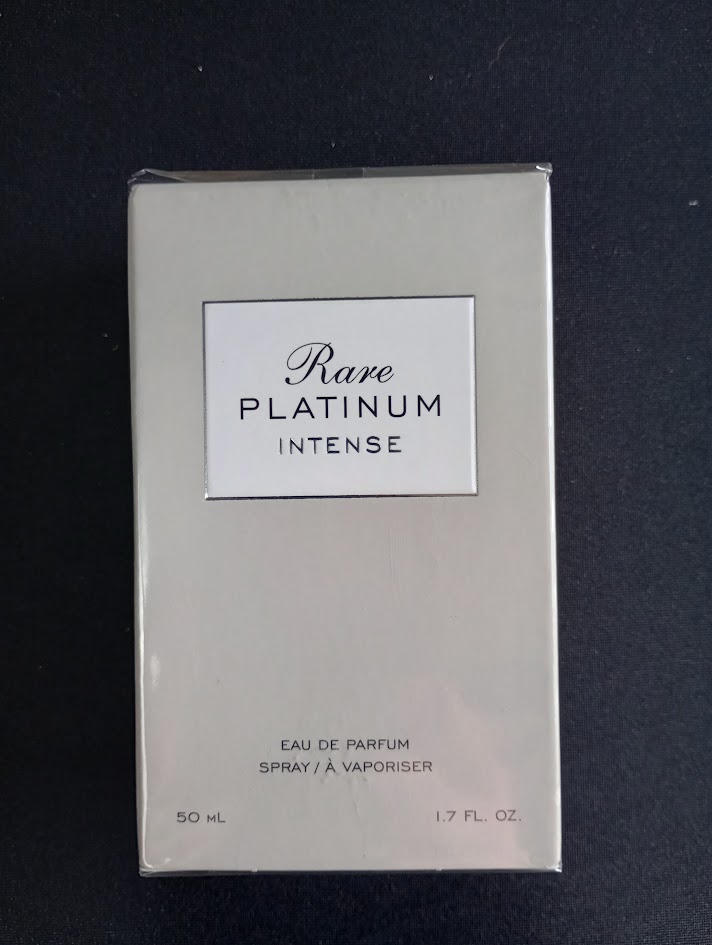 Rare
PLATINUM
INTENSE
EAU DE PARFUM
SPRAY / À VAPORISER
50 mL
1.7 FL. OZ.